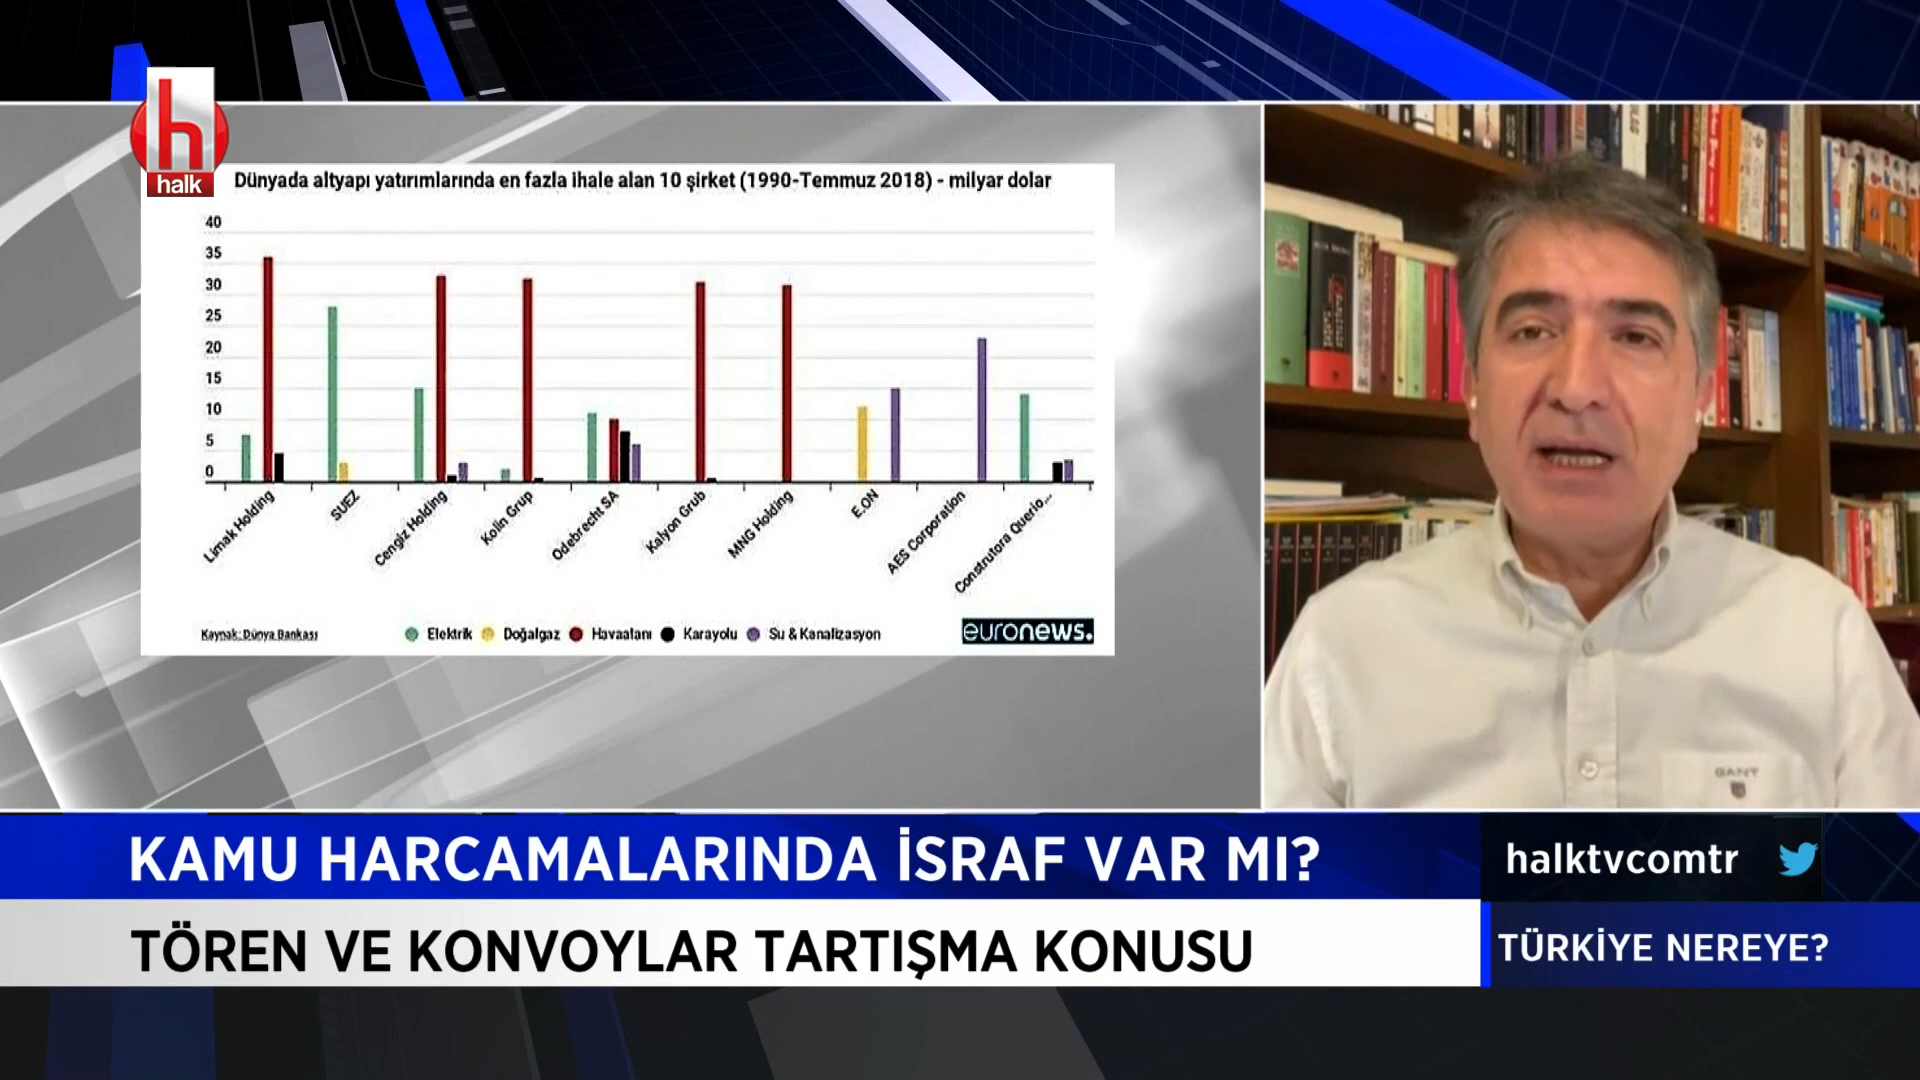 h
halk
Dünyada altyapı yatırımlarında en fazla ihale alan 10 şirket (1990-Temmuz 2018) - milyar dolar
40
35
30
25
20
15
10
5
0
Limak Holding
SUEZ
Cengiz Holding
Kolin Grup
Odebrecht SA
Kalyon Grub
MNG Holding
E.ON
AES Corporation
Construtora Querio...
Kaynak: Dünya Bankası
Elektrik
Doğalgaz
Havaalanı
Karayolu
Su & Kanalizasyon
euronews.
GANT
KAMU HARCAMALARINDA İSRAF VAR MI?
halktvcomtr
TÖREN VE KONVOYLAR TARTIŞMA KONUSU
TÜRKİYE NEREYE?